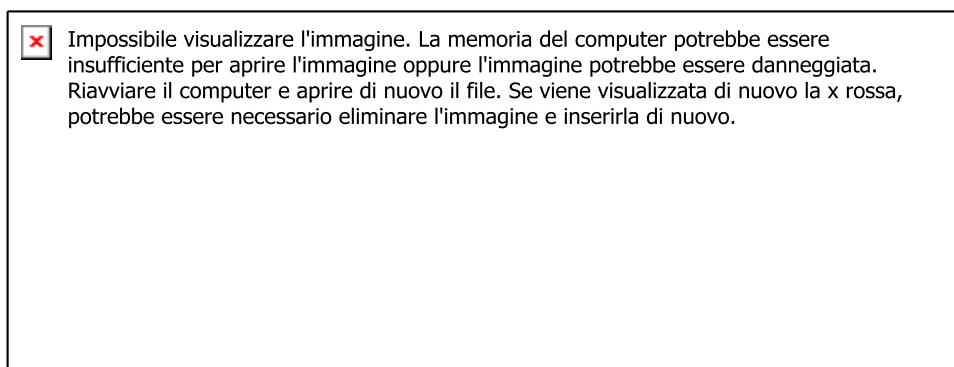 Impossibile visualizzare l'immagine. La memoria del computer potrebbe essere
insufficiente per aprire l'immagine oppure l'immagine potrebbe essere danneggiata.
Riavviare il computer e aprire di nuovo il file. Se viene visualizzata di nuovo la x rossa,
potrebbe essere necessario eliminare l'immagine e inserirla di nuovo.